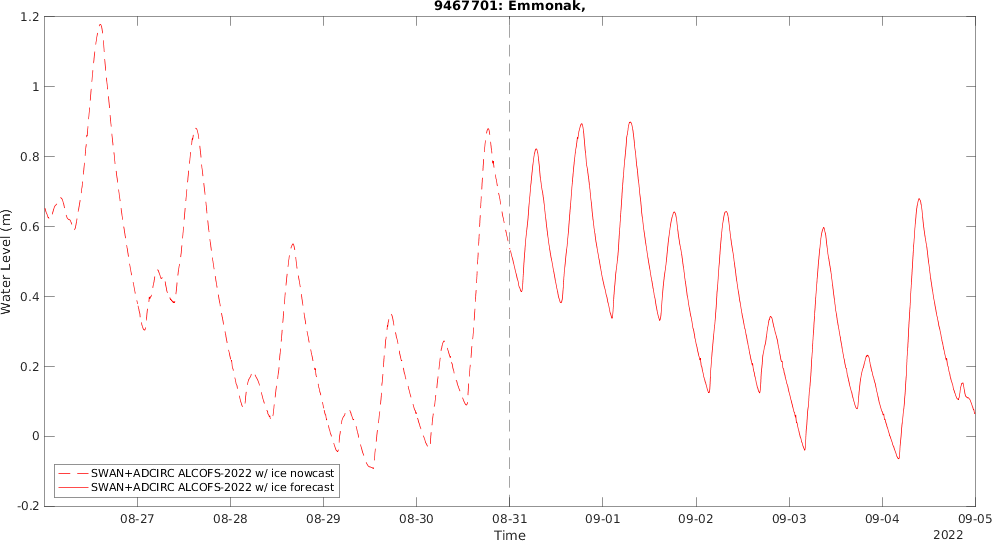 9467701: Emmonak,
1.2
1
0.8
0.6
0.4
0.2
0
-0.2
Water Level (m)
SWAN+ADCIRC ALCOFS-2022 w/ ice nowcast
SWAN+ADCIRC ALCOFS-2022 w/ ice forecast
08-27 08-28 08-29 08-30 08-31 09-01 09-02 09-03 09-04 09-05
Time
2022